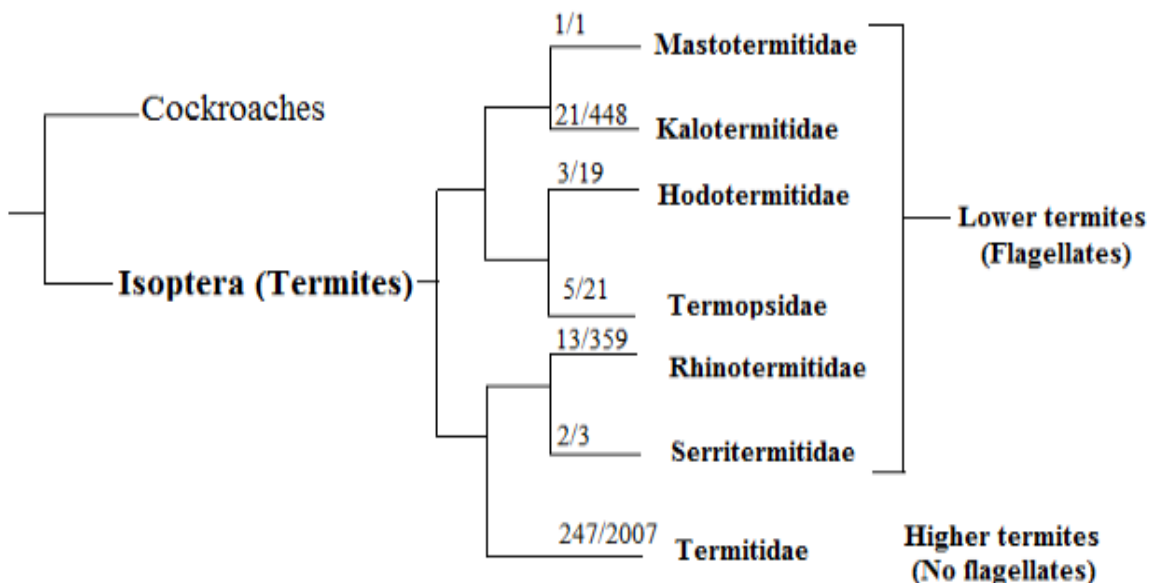 1/1
Mastotermitidae
Cockroaches
21/448
Kalotermitidae
3/19
Hodotermitidae
Lower termites
(Flagellates)
Isoptera (Termites)
5/21
Termopsidae
13/359
Rhinotermitidae
2/3
Serritermitidae
247/2007
Termitidae
Higher termites
(No flagellates)